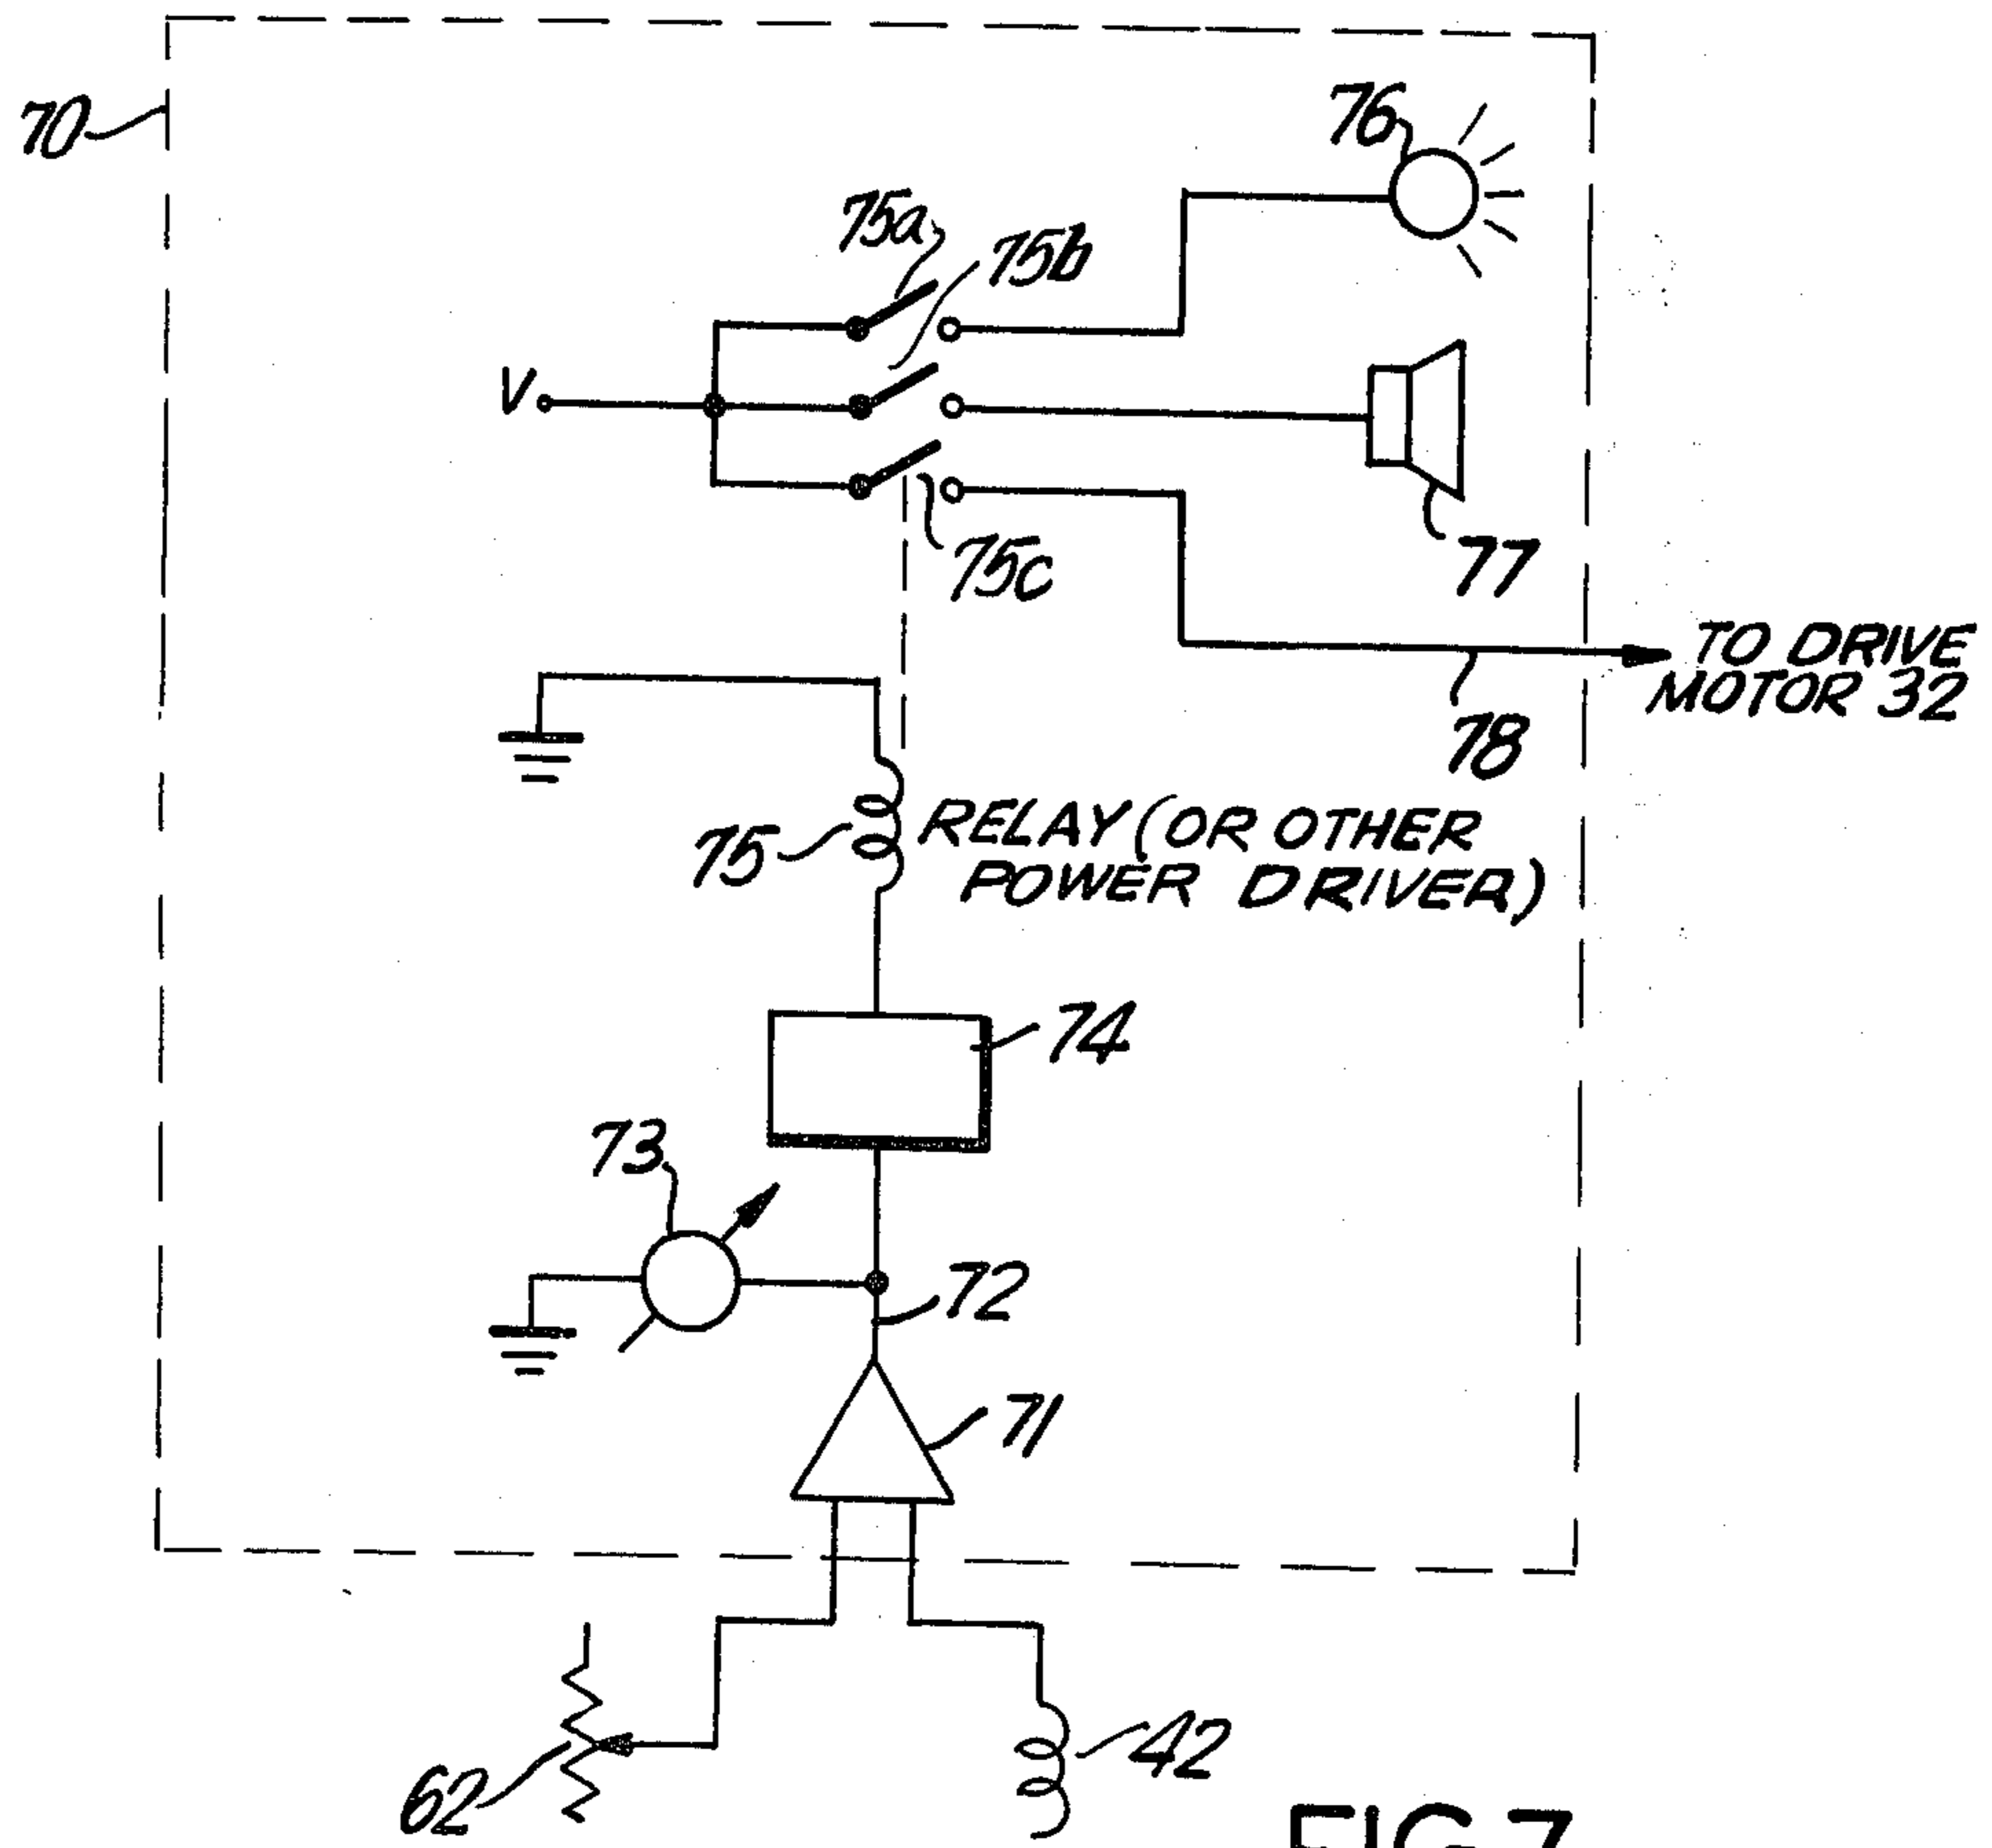 70
76
75a
75b
V
75c
77
TO DRIVE
MOTOR 32
78
75
RELAY (OR OTHER
POWER DRIVER)
74
73
72
71
62
42
FIG.7